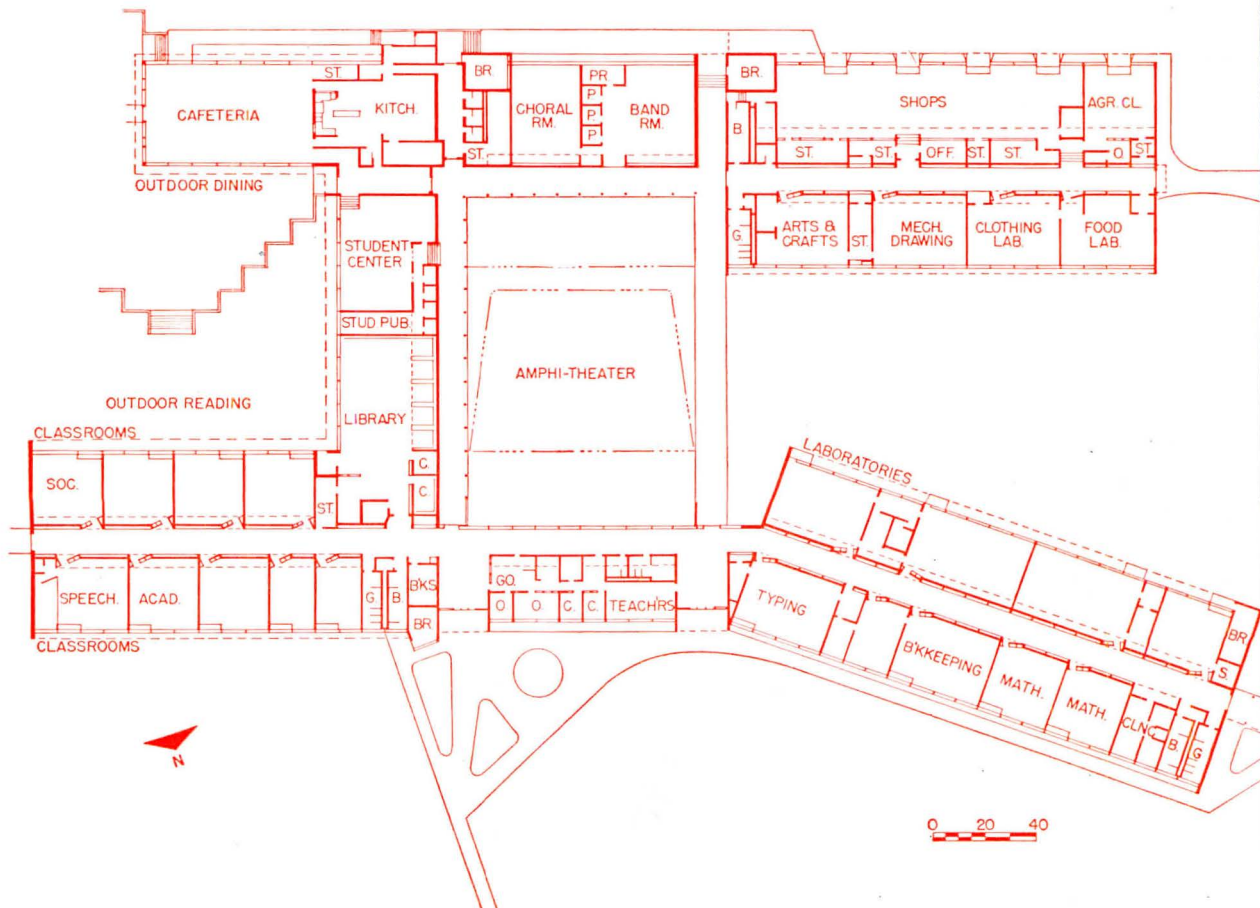 CAFETERIA
ST.
KITCH.
BR.
CHORAL
RM.
PR.
P.
P.
P.
BAND
RM.
ST.
BR.
B.
SHOPS
AGR. CL.
ST.
ST.
OFF.
ST.
ST.
O.
ST.
OUTDOOR DINING
STUDENT
CENTER
G.
ARTS &
CRAFTS
ST.
MECH.
DRAWING
CLOTHING
LAB.
FOOD
LAB.
STUD PUB.
AMPHI-THEATER
OUTDOOR READING
LIBRARY
CLASSROOMS
LABORATORIES
SOC.
C.
C.
ST.
SPEECH.
ACAD.
G.
B.
B'KS
BR
GO.
O.
O.
C.
C.
TEACH'RS
CLASSROOMS
TYPING
B'KKEEPING
MATH.
MATH.
CLNC
B.
G.
BR
S.
N
0 20 40